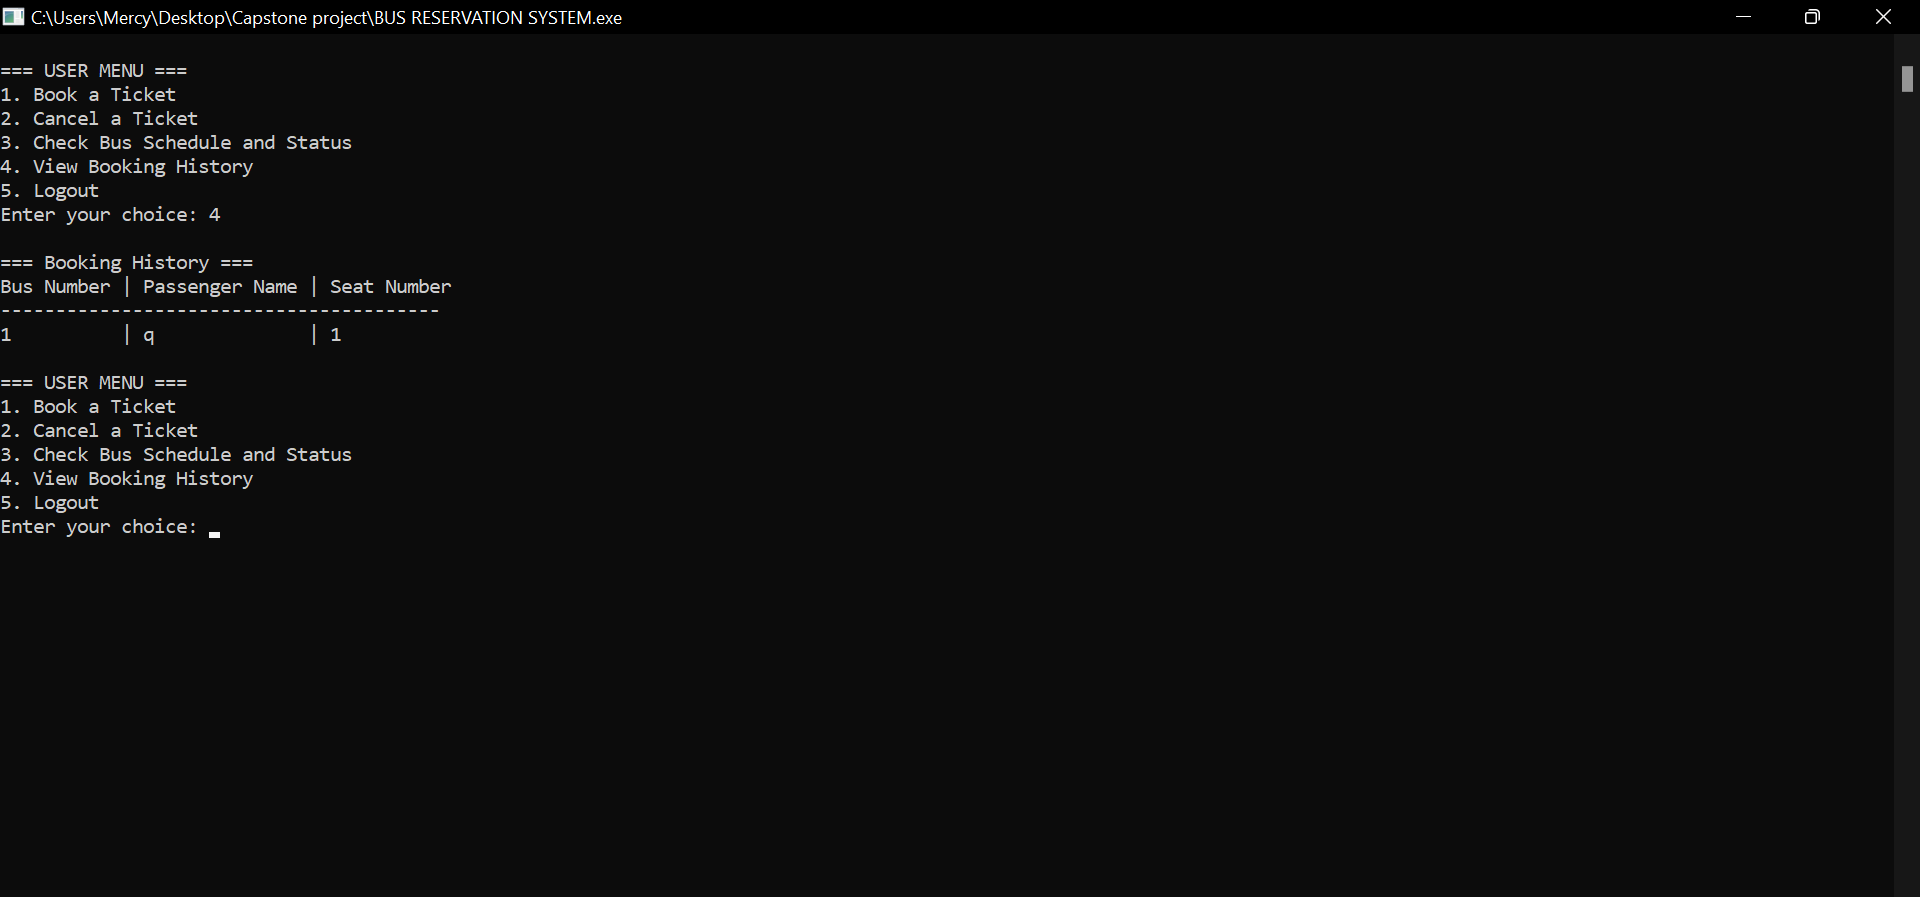 C:\Users\Mercy\Desktop\Capstone project\BUS RESERVATION SYSTEM.exe
=== USER MENU ===
1. Book a Ticket
2. Cancel a Ticket
3. Check Bus Schedule and Status
4. View Booking History
5. Logout
Enter your choice: 4
=== Booking History ===
Bus Number | Passenger Name | Seat Number
----------------------------------------
1          | q              | 1
=== USER MENU ===
1. Book a Ticket
2. Cancel a Ticket
3. Check Bus Schedule and Status
4. View Booking History
5. Logout
Enter your choice: